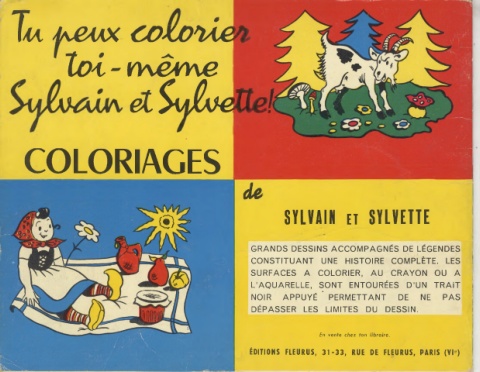 Tu peux colorier
toi-même
Sylvain et Sylvette!
COLORIAGES
de
SYLVAIN ET SYLVETTE
GRANDS DESSINS ACCOMPAGNÉS DE LÉGENDES
CONSTITUANT UNE HISTOIRE COMPLÈTE. LES
SURFACES A COLORIER, AU CRAYON OU A
L'AQUARELLE, SONT ENTOURÉES D'UN TRAIT
NOIR APPUYÉ PERMETTANT DE NE PAS
DÉPASSER LES LIMITES DU DESSIN.
En vente chez ton libraire.
ÉDITIONS FLEURUS, 31-33, RUE DE FLEURUS, PARIS (VIe)